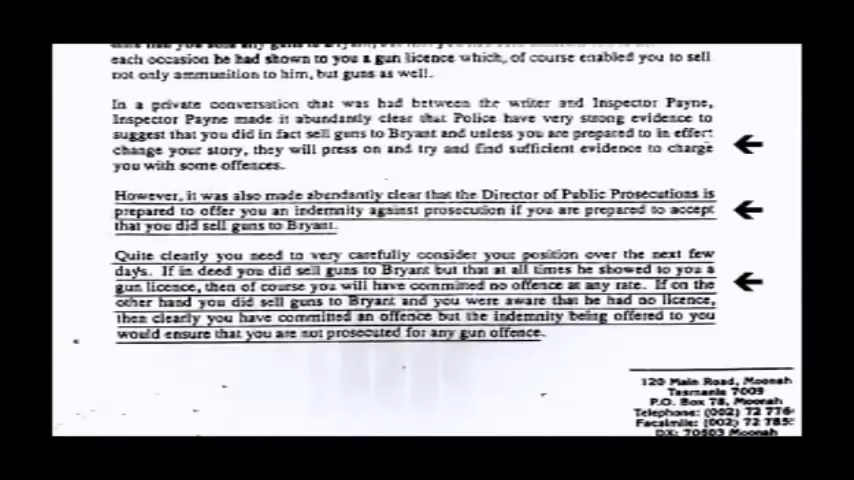 each occasion he had shown to you a gun licence which, of course enabled you to sell
not only ammunition to him, but guns as well.
In a private conversation that was had between the writer and Inspector Payne,
Inspector Payne made it abundantly clear that Police have very strong evidence to
suggest that you did in fact sell guns to Bryant and unless you are prepared to in effect
change your story, they will press on and try and find sufficient evidence to charge
you with some offences.
However, it was also made abundantly clear that the Director of Public Prosecutions is
prepared to offer you an indemnity against prosecution if you are prepared to accept
that you did sell guns to Bryant.
Quite clearly you need to very carefully consider your position over the next few
days. If in deed you did sell guns to Bryant but that at all times he showed to you a
gun licence, then of course you will have committed no offence at any rate. If on the
other hand you did sell guns to Bryant and you were aware that he had no licence,
then clearly you have committed an offence but the indemnity being offered to you
would ensure that you are not prosecuted for any gun offence.
120 Main Road, Moonah
Tasmania 7009
P.O. Box 78, Moonah
Telephone: (002) 72 776
Facsimile: (002) 72 785
DX: 70503 Moonah